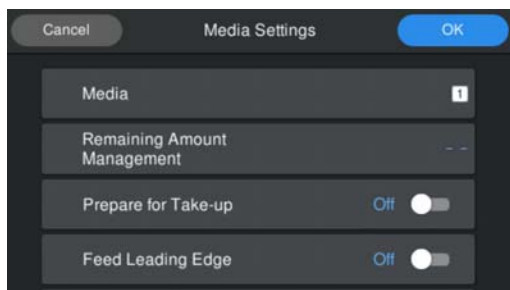 Cancel Media Settings OK
Media 1
Remaining Amount
Management - -
Prepare for Take-up Off
Feed Leading Edge Off